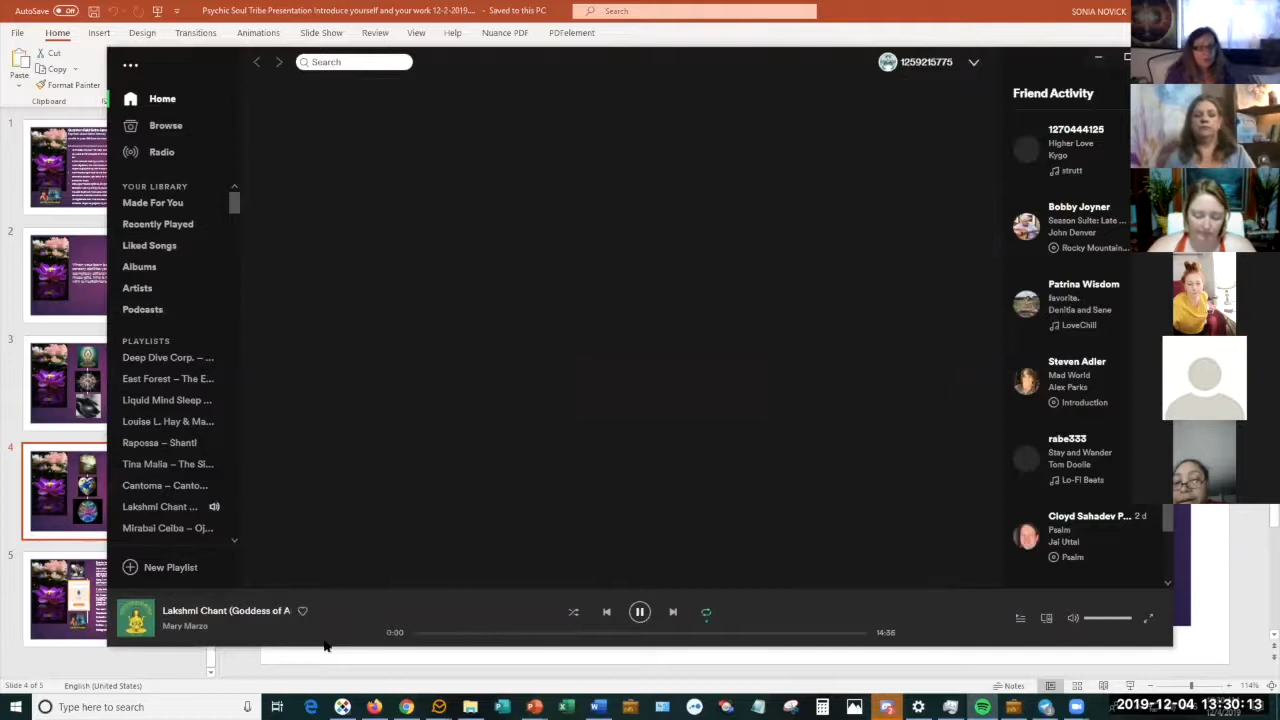 AutoSave Off
Psychic Soul Tribe Presentation Introduce yourself and your work 12-2-2019... - Saved to this PC
Search
SONIA NOVICK
File
Home
Insert
Design
Transitions
Animations
Slide Show
Review
View
Help
Nuance PDF
PDFelement
Paste
Cut
Copy
Format Painter
Clipboard
Search
1259215775
Home
Browse
Radio
YOUR LIBRARY
Made For You
Recently Played
Liked Songs
Albums
Artists
Podcasts
PLAYLISTS
Deep Dive Corp. – ...
East Forest – The E...
Liquid Mind Sleep ...
Louise L. Hay & Ma...
Rapossa – Shanti
Tina Malia – The Si...
Cantoma – Canto...
Lakshmi Chant ...
Mirabai Ceiba – Oj...
New Playlist
Friend Activity
1270444125
Higher Love
Kygo
strutt
Bobby Joyner
Season Suite: Late ...
John Denver
Rocky Mountain...
Patrina Wisdom
favorite.
Denitia and Sene
LoveChill
Steven Adler
Mad World
Alex Parks
Introduction
rabe333
Stay and Wander
Tom Doolie
Lo-Fi Beats
Cloyd Sahadev P... 2 d
Psalm
Jai Uttal
Psalm
Lakshmi Chant (Goddess of A
Mary Marzo
0:00
14:35
1
2
3
4
5
Slide 4 of 5
English (United States)
Notes
114%
Type here to search
2019-12-04 13:30:13